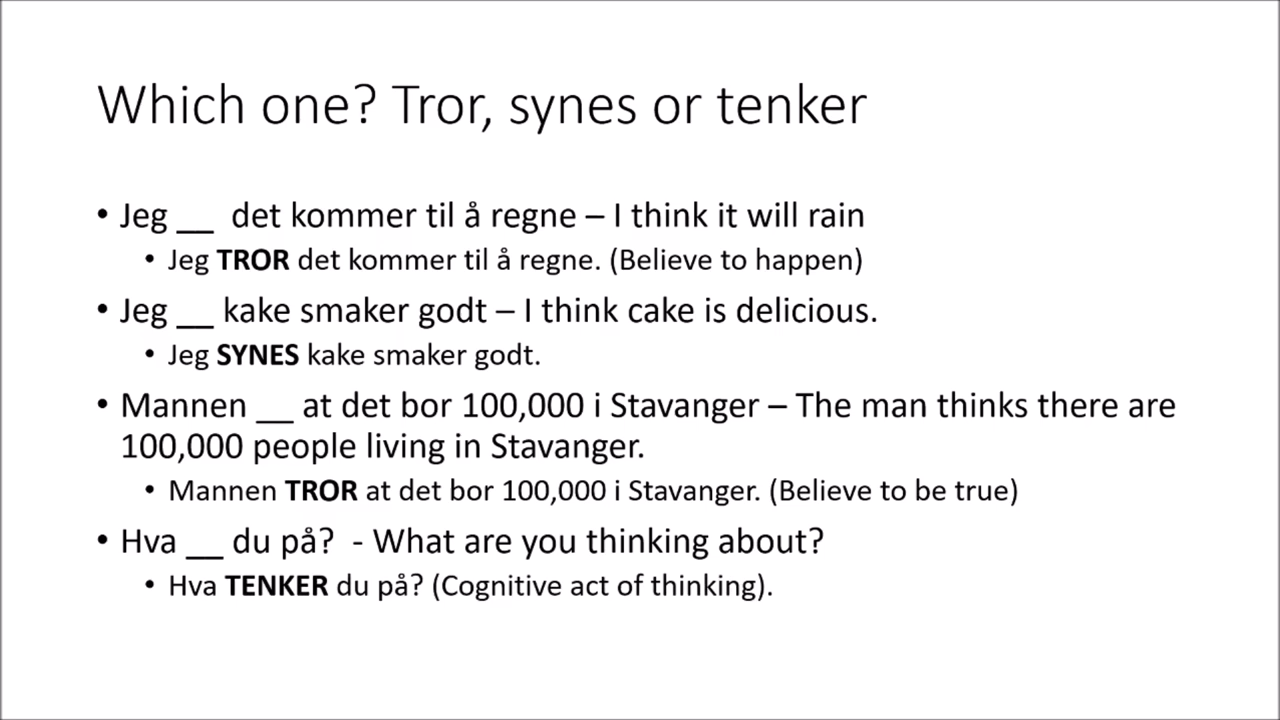 Which one? Tror, synes or tenker
• Jeg __ det kommer til å regne – I think it will rain
• Jeg TROR det kommer til å regne. (Believe to happen)
• Jeg __ kake smaker godt – I think cake is delicious.
• Jeg SYNES kake smaker godt.
• Mannen __ at det bor 100,000 i Stavanger – The man thinks there are
100,000 people living in Stavanger.
• Mannen TROR at det bor 100,000 i Stavanger. (Believe to be true)
• Hva __ du på? - What are you thinking about?
• Hva TENKER du på? (Cognitive act of thinking).